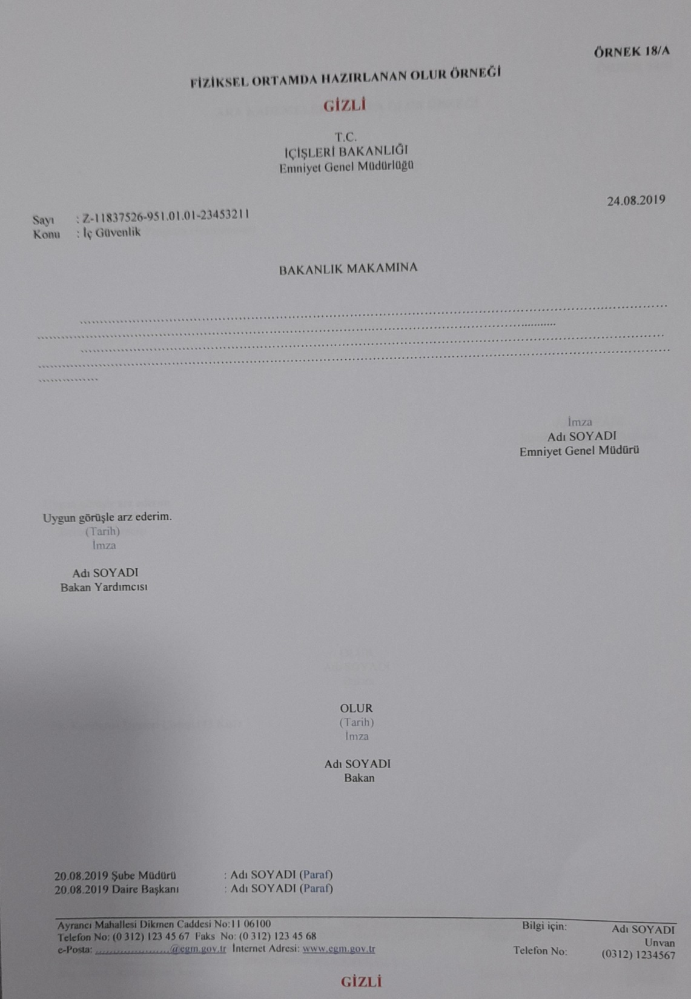 ÖRNEK 18/A
FİZİKSEL ORTAMDA HAZIRLANAN OLUR ÖRNEĞİ
GİZLİ
T.C.
İÇİŞLERİ BAKANLIĞI
Emniyet Genel Müdürlüğü
24.08.2019
Sayı : Z-11837526-951.01.01-23453211
Konu : İç Güvenlik
BAKANLIK MAKAMINA
İmza
Adı SOYADI
Emniyet Genel Müdürü
Uygun görüşle arz ederim.
(Tarih)
İmza
Adı SOYADI
Bakan Yardımcısı
OLUR
(Tarih)
İmza
Adı SOYADI
Bakan
20.08.2019 Şube Müdürü : Adı SOYADI (Paraf)
20.08.2019 Daire Başkanı : Adı SOYADI (Paraf)
Ayrancı Mahallesi Dikmen Caddesi No:11 06100
Telefon No: (0 312) 123 45 67 Faks No: (0 312) 123 45 68
e-Posta: .....................@egm.gov.tr İnternet Adresi: www.egm.gov.tr
Bilgi için: Adı SOYADI
Unvan
Telefon No: (0312) 1234567
GİZLİ